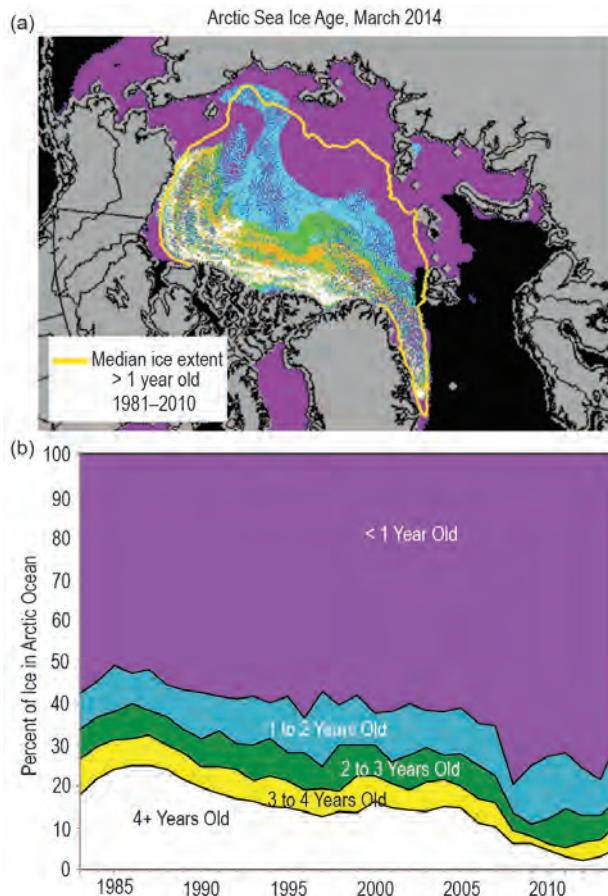 (a)
Arctic Sea Ice Age, March 2014
Median ice extent
> 1 year old
1981–2010
(b)
100
90
80
70
60
50
40
30
20
10
0
Percent of Ice in Arctic Ocean
< 1 Year Old
1 to 2 Years Old
2 to 3 Years Old
3 to 4 Years Old
4+ Years Old
1985
1990
1995
2000
2005
2010